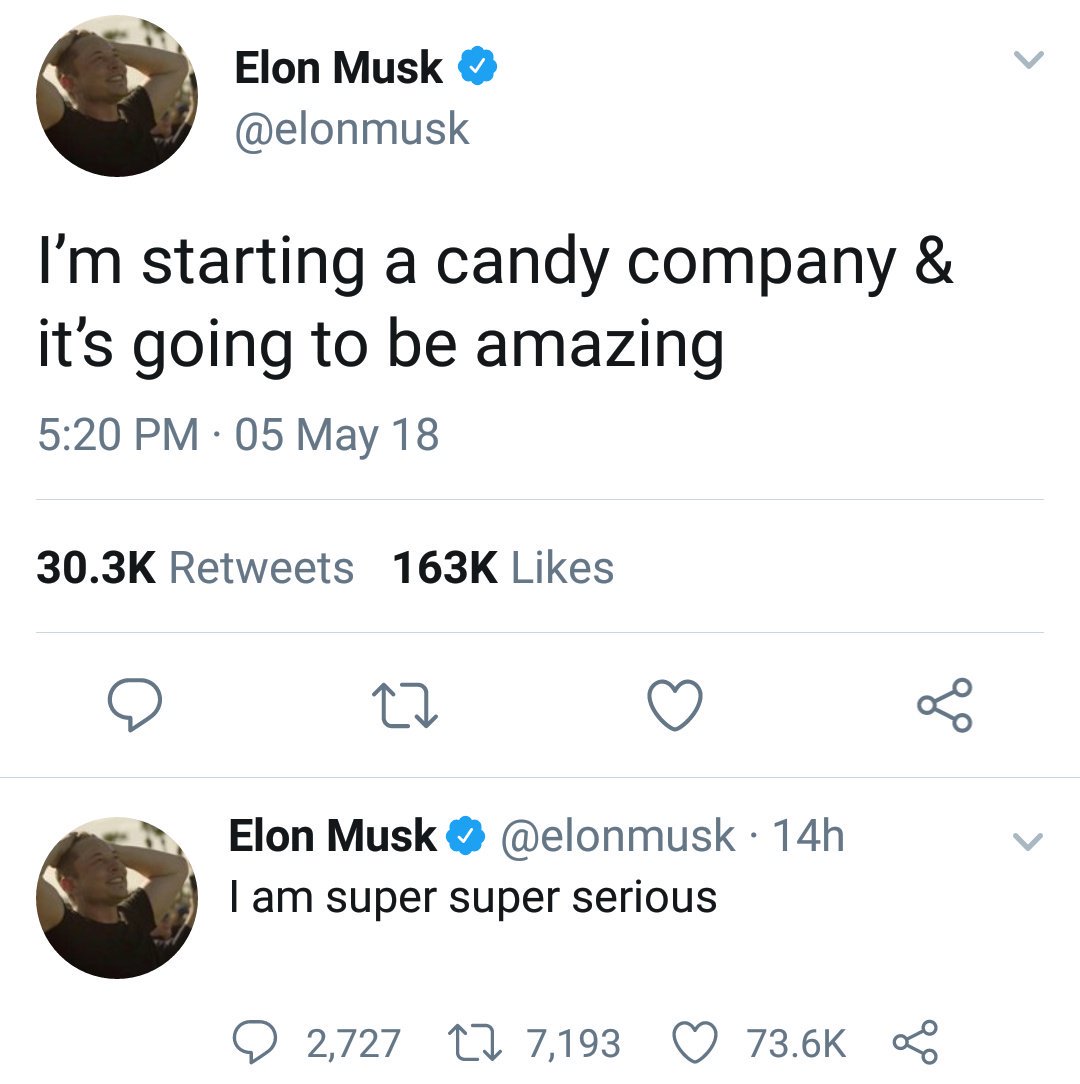 Elon Musk
@elonmusk
I’m starting a candy company &
it’s going to be amazing
5:20 PM · 05 May 18
30.3K Retweets 163K Likes
Elon Musk @elonmusk · 14h
I am super super serious
2,727 7,193 73.6K